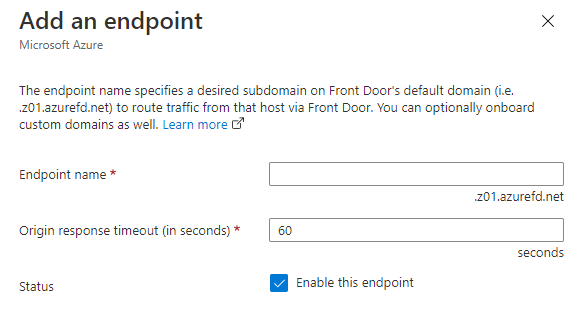 Add an endpoint
Microsoft Azure
The endpoint name specifies a desired subdomain on Front Door's default domain (i.e.
.z01.azurefd.net) to route traffic from that host via Front Door. You can optionally onboard
custom domains as well. Learn more
Endpoint name *
.z01.azurefd.net
Origin response timeout (in seconds) *
60
seconds
Status
Enable this endpoint